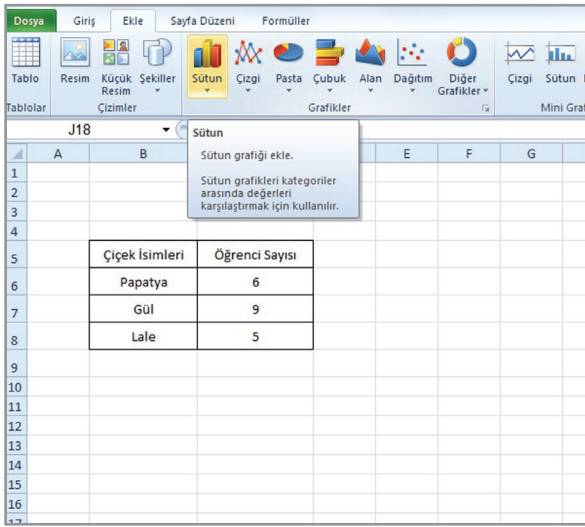 Dosya Giriş Ekle Sayfa Düzeni Formüller
Tablo Resim Küçük Resim Şekiller Sütun Çizgi Pasta Çubuk Alan Dağıtım Diğer Grafikler Çizgi Sütun
Tablolar Çizimler Grafikler Mini Graf
J18
Sütun
Sütun grafiği ekle.
Sütun grafikleri kategoriler
arasında değerleri
karşılaştırmak için kullanılır.
A B E F G
1
2
3
4
5 Çiçek İsimleri Öğrenci Sayısı
6 Papatya 6
7 Gül 9
8 Lale 5
9
10
11
12
13
14
15
16
17